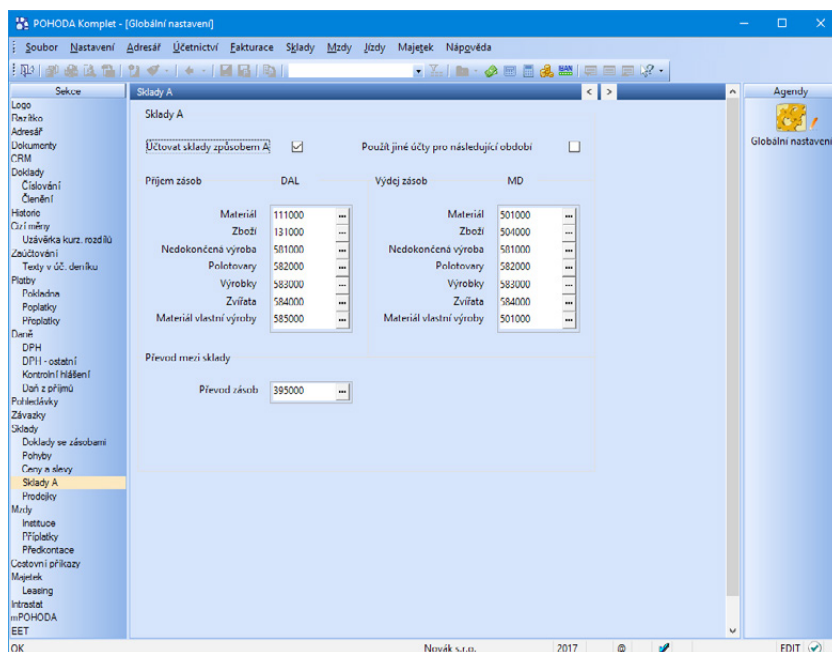 POHODA Komplet - [Globální nastavení]
Soubor Nastavení Adresář Účetnictví Fakturace Sklady Mzdy Jízdy Majetek Nápověda
Sekce
Logo
Razítko
Adresář
Dokumenty
CRM
Doklady
Číslování
Členění
Historie
Cizí měny
Uzávěrka kurz. rozdílů
Zaúčtování
Texty v úč. deníku
Platby
Pokladna
Poplatky
Přeplatky
Daně
DPH
DPH - ostatní
Kontrolní hlášení
Daň z příjmů
Pohledávky
Závazky
Sklady
Doklady se zásobami
Pohyby
Ceny a slevy
Sklady A
Prodejky
Mzdy
Instituce
Příplatky
Předkontace
Cestovní příkazy
Majetek
Leasing
Intrastat
mPOHODA
EET
Sklady A
Sklady A
Účtovat sklady způsobem A
Použít jiné účty pro následující období
Příjem zásob DAL
Materiál 111000 ...
Zboží 131000 ...
Nedokončená výroba 581000 ...
Polotovary 582000 ...
Výrobky 583000 ...
Zvířata 584000 ...
Materiál vlastní výroby 585000 ...
Výdej zásob MD
Materiál 501000 ...
Zboží 504000 ...
Nedokončená výroba 581000 ...
Polotovary 582000 ...
Výrobky 583000 ...
Zvířata 584000 ...
Materiál vlastní výroby 501000 ...
Převod mezi sklady
Převod zásob 395000 ...
Agendy
Globální nastavení
OK Novák s.r.o. 2017 @ EDIT